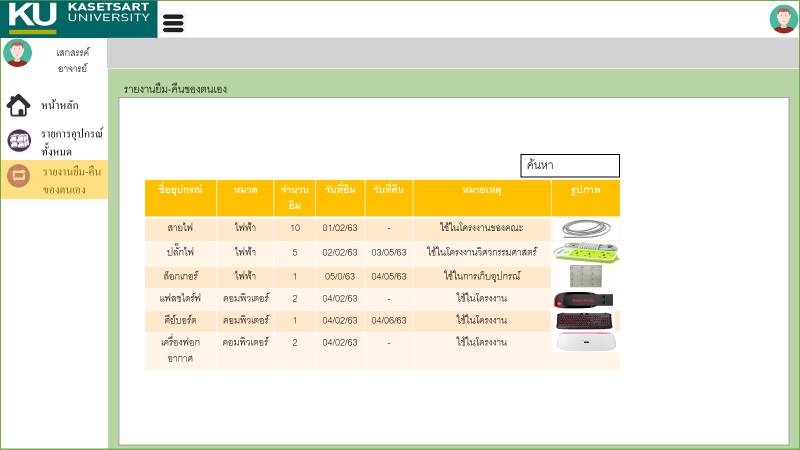 KU KASETSART
UNIVERSITY
เสกสรรค์
อาจารย์
หน้าหลัก
รายการอุปกรณ์
ทั้งหมด
รายงานยืม-คืน
ของตนเอง
รายงานยืม-คืนของตนเอง
ค้นหา
ชื่ออุปกรณ์ หมวด จำนวน วันที่ยืม วันที่คืน หมายเหตุ รูปภาพ
ยืม
สายไฟ ไฟฟ้า 10 01/02/63 - ใช้ในโครงงานของคณะ
ปลั๊กไฟ ไฟฟ้า 5 02/02/63 03/05/63 ใช้ในโครงงานวิศวกรรมศาสตร์
ล็อกเกอร์ ไฟฟ้า 1 05/0/63 04/05/63 ใช้ในการเก็บอุปกรณ์
แฟลชไดร์ฟ คอมพิวเตอร์ 2 04/02/63 - ใช้ในโครงงาน
คีย์บอร์ด คอมพิวเตอร์ 1 04/02/63 04/06/63 ใช้ในโครงงาน
เครื่องฟอก คอมพิวเตอร์ 2 04/02/63 - ใช้ในโครงงาน
อากาศ